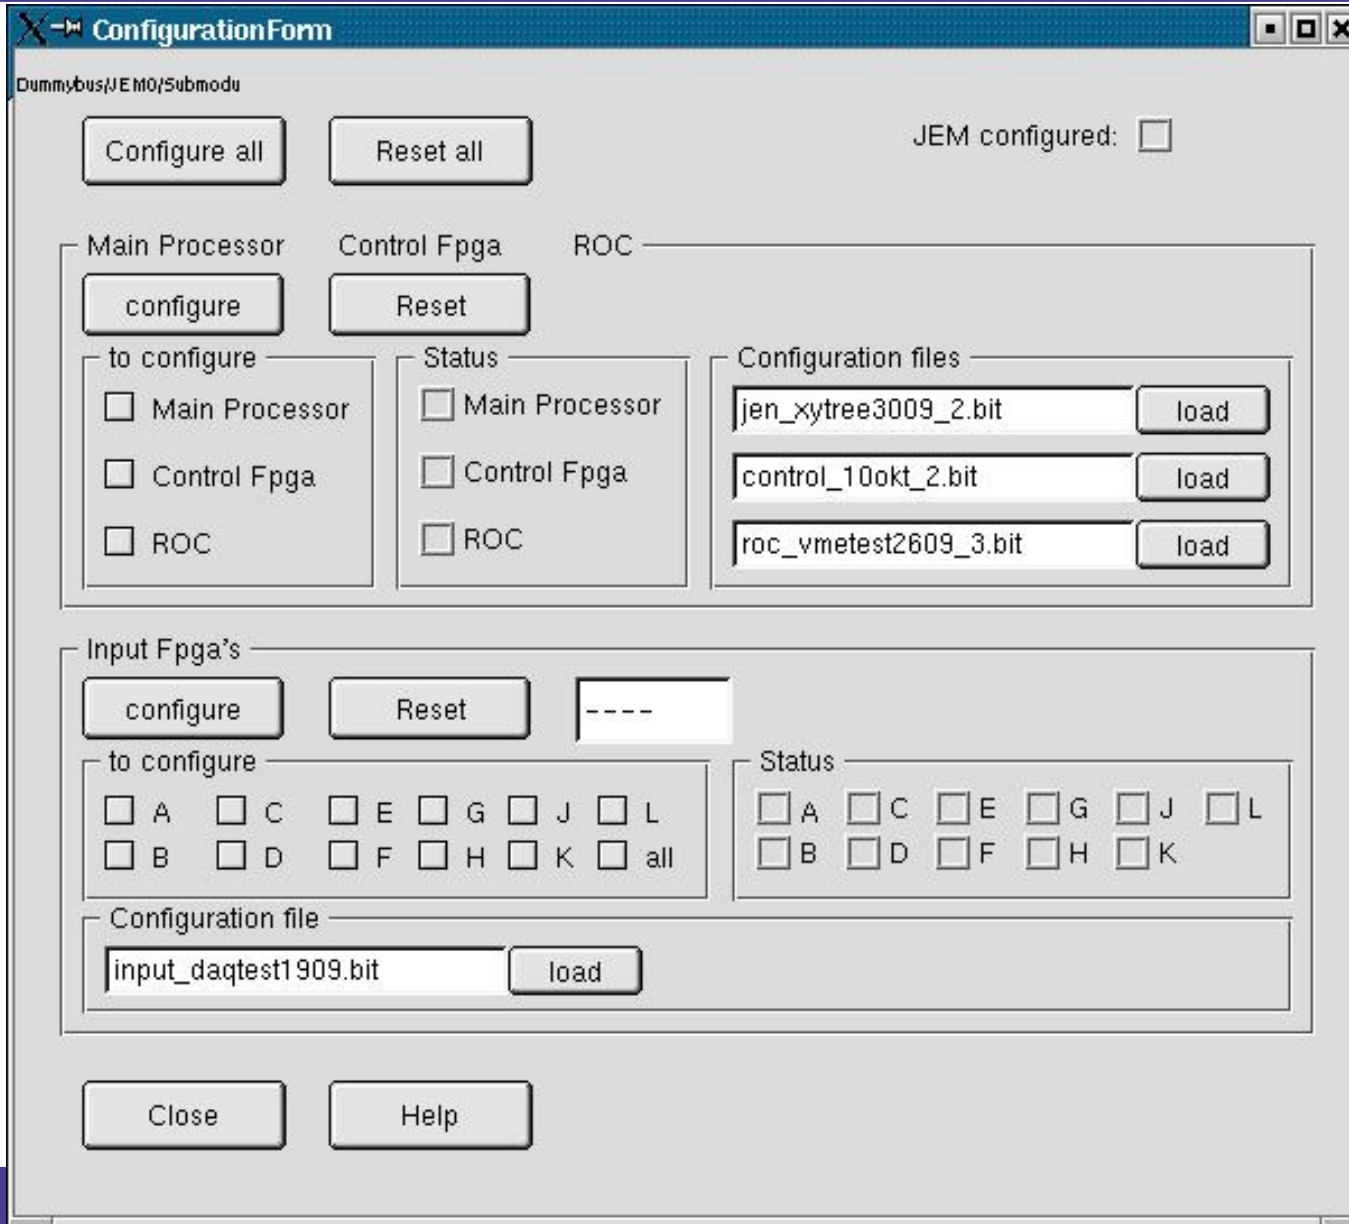 ConfigurationForm
Dummybus/JEM0/Submodu
Configure all Reset all JEM configured:
Main Processor Control Fpga ROC
configure Reset
to configure Status Configuration files
Main Processor Main Processor jen_xytree3009_2.bit load
Control Fpga Control Fpga control_10okt_2.bit load
ROC ROC roc_vmetest2609_3.bit load
Input Fpga's
configure Reset ----
to configure Status
A C E G J L A C E G J L
B D F H K all B D F H K
Configuration file
input_daqtest1909.bit load
Close Help